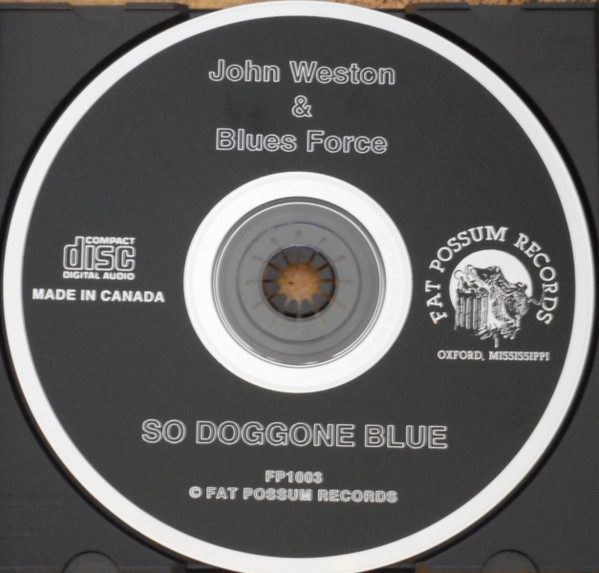 John Weston
&
Blues Force
COMPACT
disc
DIGITAL AUDIO
MADE IN CANADA
FAT POSSUM RECORDS
OXFORD, MISSISSIPPI
SO DOGGONE BLUE
FP1003
© FAT POSSUM RECORDS